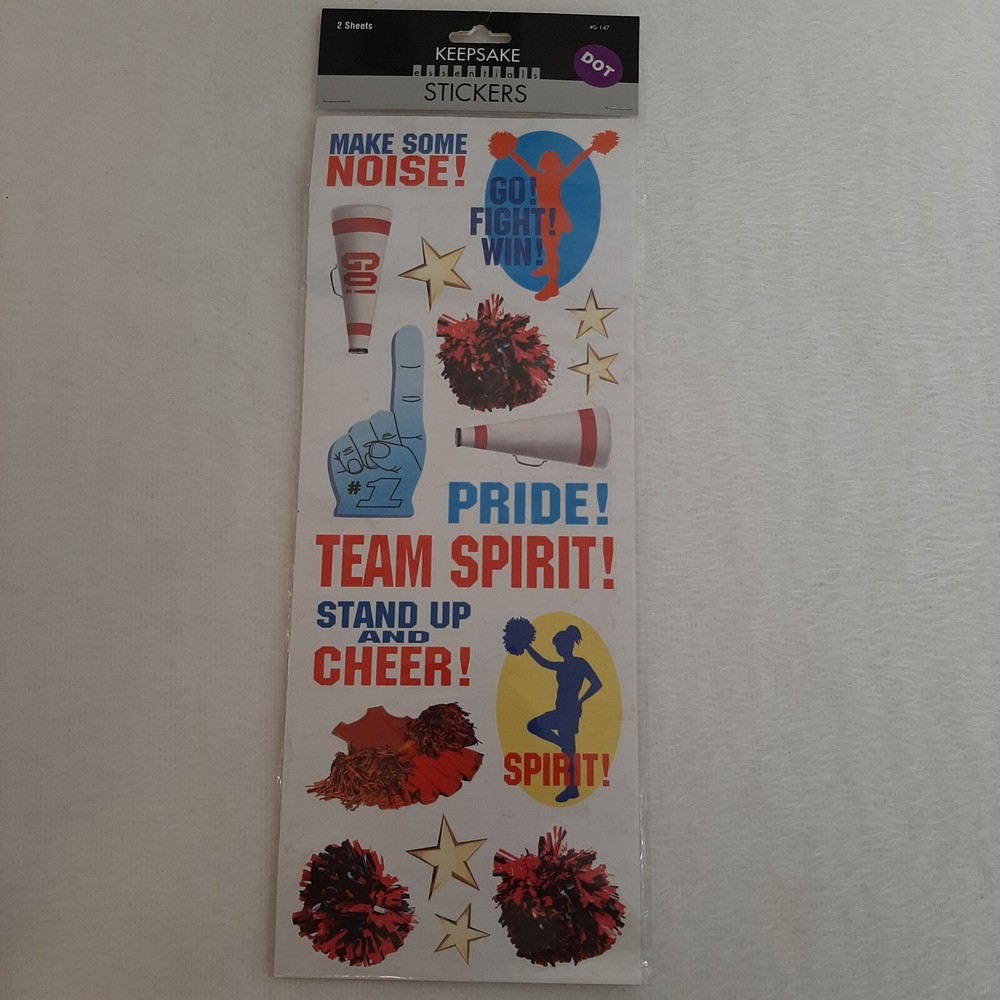 2 Sheets
#S-147
KEEPSAKE
essentials
STICKERS
DOT
MAKE SOME
NOISE!
GO!
FIGHT!
WIN!
GO!
#1
PRIDE!
TEAM SPIRIT!
STAND UP
AND
CHEER!
SPIRIT!